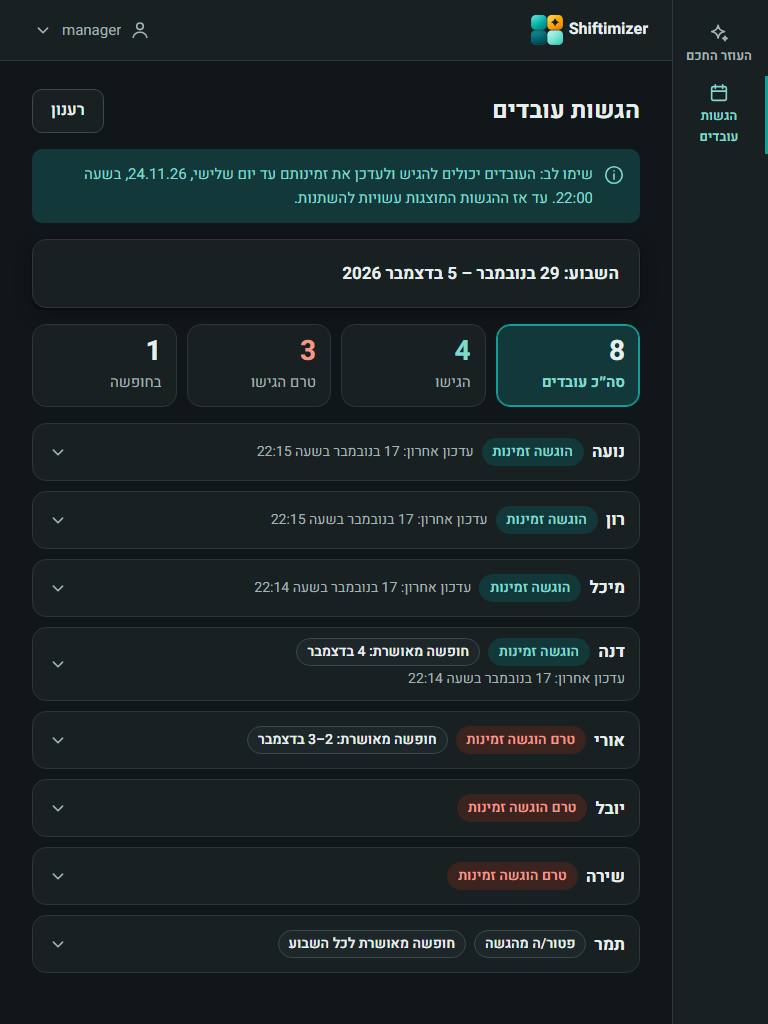 Shiftimizer
manager
העוזר החכם
הגשות
עובדים
הגשות עובדים
רענון
שימו לב: העובדים יכולים להגיש ולעדכן את זמינותם עד יום שלישי, 24.11.26, בשעה
22:00. עד אז ההגשות המוצגות עשויות להשתנות.
השבוע: 29 בנובמבר – 5 בדצמבר 2026
8
סה״כ עובדים
4
הגישו
3
טרם הגישו
1
בחופשה
נועה הוגשה זמינות עדכון אחרון: 17 בנובמבר בשעה 22:15
רון הוגשה זמינות עדכון אחרון: 17 בנובמבר בשעה 22:15
מיכל הוגשה זמינות עדכון אחרון: 17 בנובמבר בשעה 22:14
דנה הוגשה זמינות חופשה מאושרת: 4 בדצמבר
עדכון אחרון: 17 בנובמבר בשעה 22:14
אורי טרם הוגשה זמינות חופשה מאושרת: 2–3 בדצמבר
יובל טרם הוגשה זמינות
שירה טרם הוגשה זמינות
תמר פטור/ה מהגשה חופשה מאושרת לכל השבוע